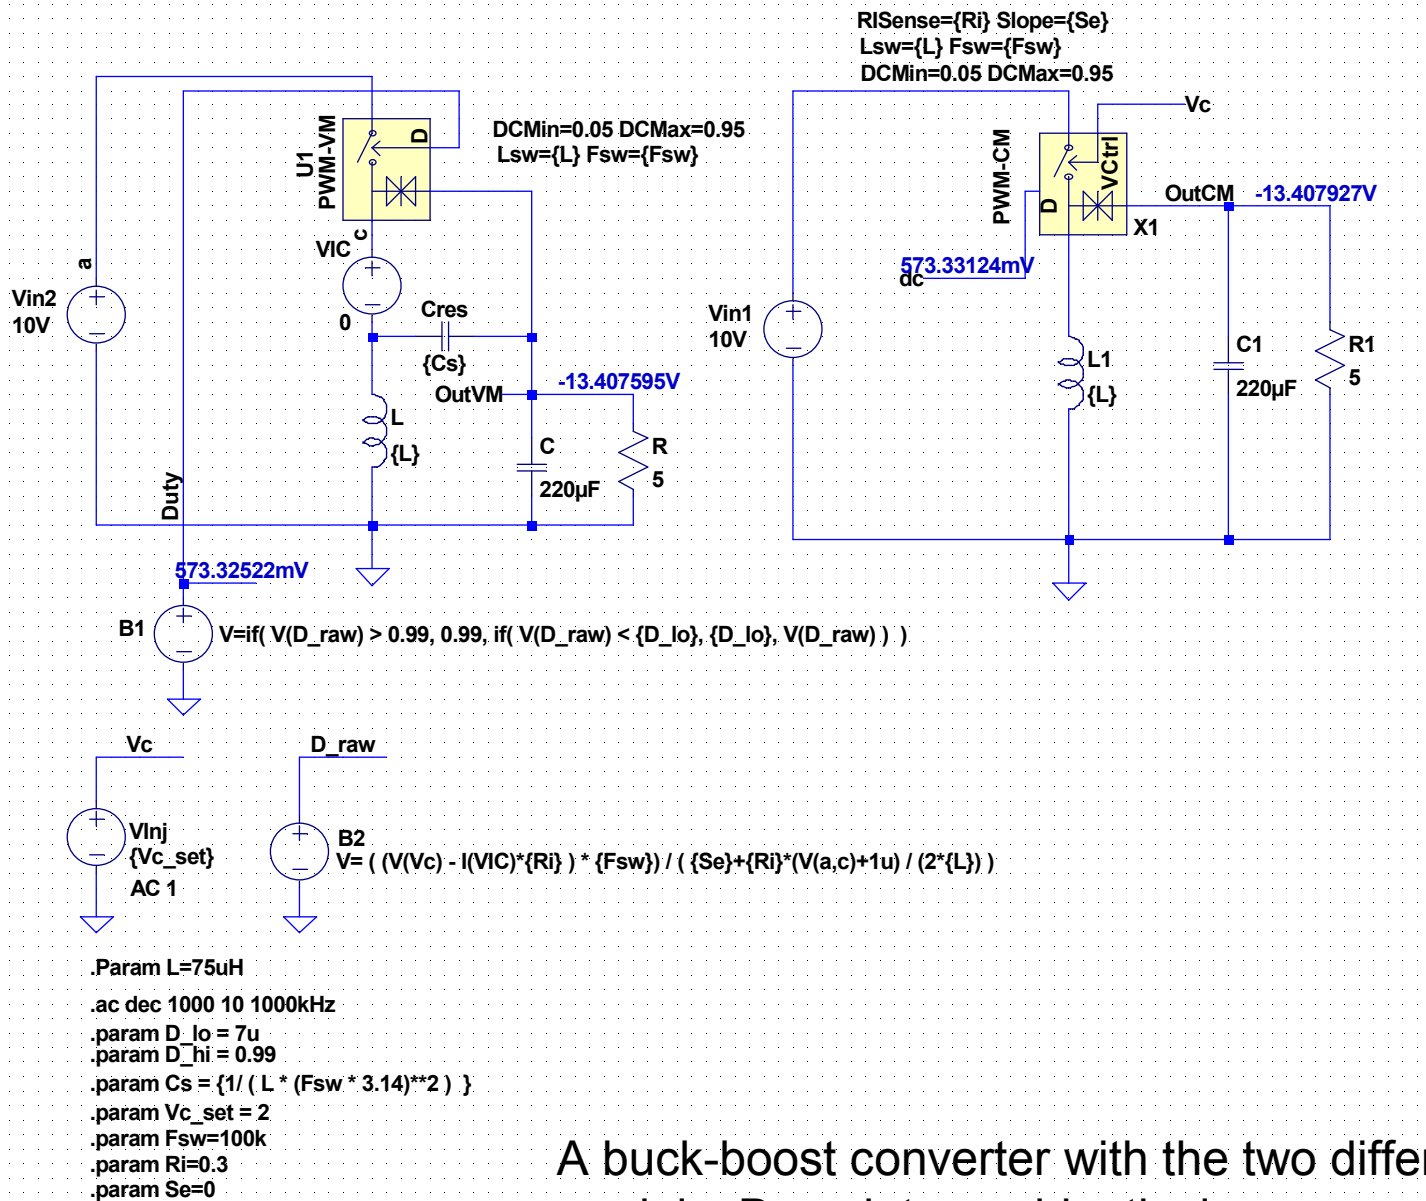 RISense={Ri} Slope={Se}
Lsw={L} Fsw={Fsw}
DCMin=0.05 DCMax=0.95
Vc
U1
PWM-VM
D
DCMin=0.05 DCMax=0.95
Lsw={L} Fsw={Fsw}
PWM-CM
VCtrl
D
X1
OutCM
-13.407927V
573.33124mV
dc
a
c
VIC
0
Vin2
10V
Cres
{Cs}
Vin1
10V
L1
{L}
C1
220µF
R1
5
OutVM
-13.407595V
L
{L}
C
220µF
R
5
Duty
573.32522mV
B1
V=if( V(D_raw) > 0.99, 0.99, if( V(D_raw) < {D_lo}, {D_lo}, V(D_raw) ) )
Vc
D_raw
VInj
{Vc_set}
AC 1
B2
V= ( (V(Vc) - I(VIC)*{Ri} ) * {Fsw}) / ( {Se}+{Ri}*(V(a,c)+1u) / (2*{L}) )
.Param L=75uH
.ac dec 1000 10 1000kHz
.param D_lo = 7u
.param D_hi = 0.99
.param Cs = {1/ ( L * (Fsw * 3.14)**2 ) }
.param Vc_set = 2
.param Fsw=100k
.param Ri=0.3
.param Se=0
A buck-boost converter with the two differe